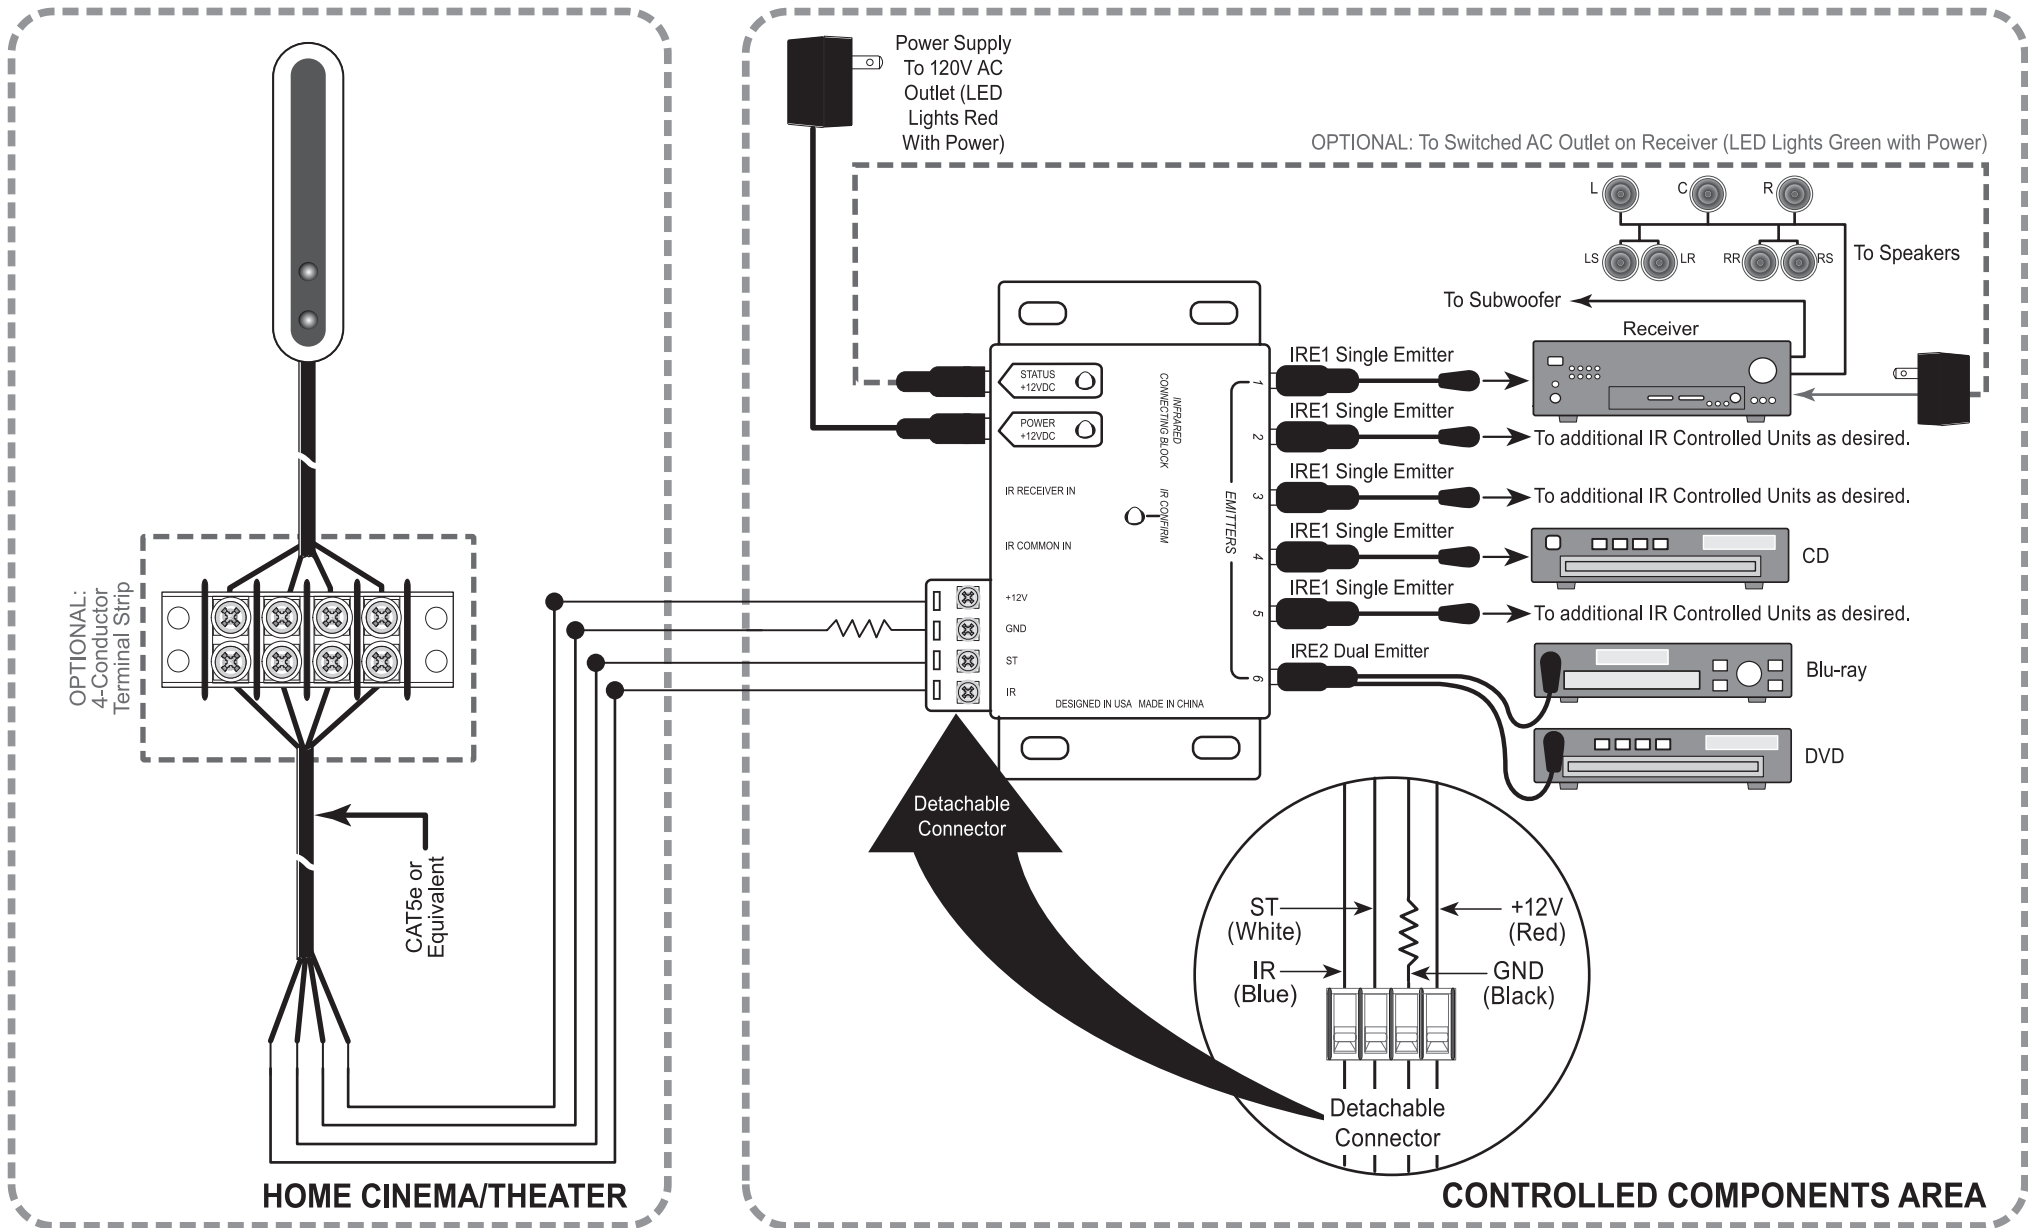 Power Supply
To 120V AC
Outlet (LED
Lights Red
With Power)
OPTIONAL: To Switched AC Outlet on Receiver (LED Lights Green with Power)
L
C
R
LS
LR
RR
RS
To Speakers
To Subwoofer
Receiver
STATUS
+12VDC
POWER
+12VDC
IR RECEIVER IN
IR COMMON IN
+12V
GND
ST
IR
INFRARED
CONNECTING BLOCK
IR CONFIRM
EMITTERS
1
2
3
4
5
6
DESIGNED IN USA MADE IN CHINA
IRE1 Single Emitter
IRE1 Single Emitter
To additional IR Controlled Units as desired.
IRE1 Single Emitter
To additional IR Controlled Units as desired.
IRE1 Single Emitter
CD
IRE1 Single Emitter
To additional IR Controlled Units as desired.
IRE2 Dual Emitter
Blu-ray
DVD
OPTIONAL:
4-Conductor
Terminal Strip
CAT5e or
Equivalent
Detachable
Connector
ST
(White)
+12V
(Red)
IR
(Blue)
GND
(Black)
Detachable
Connector
HOME CINEMA/THEATER
CONTROLLED COMPONENTS AREA